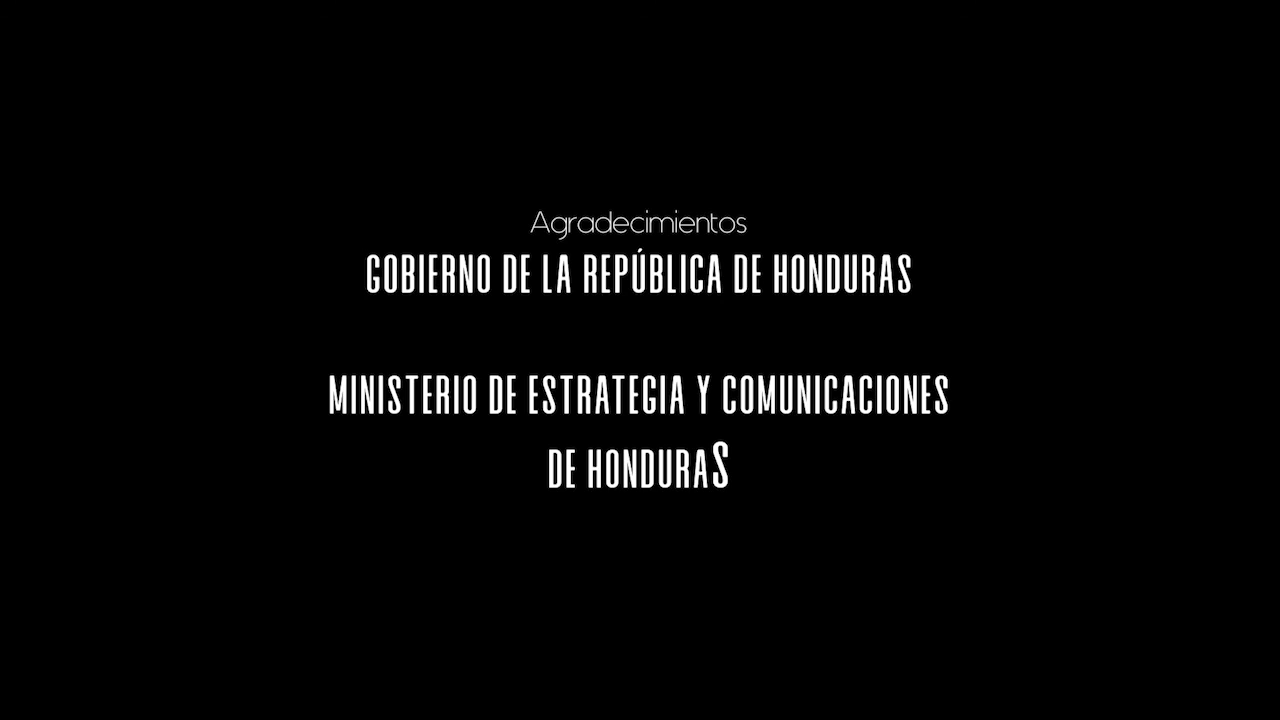 Agradecimientos
GOBIERNO DE LA REPÚBLICA DE HONDURAS
MINISTERIO DE ESTRATEGIA Y COMUNICACIONES
DE HONDURAS